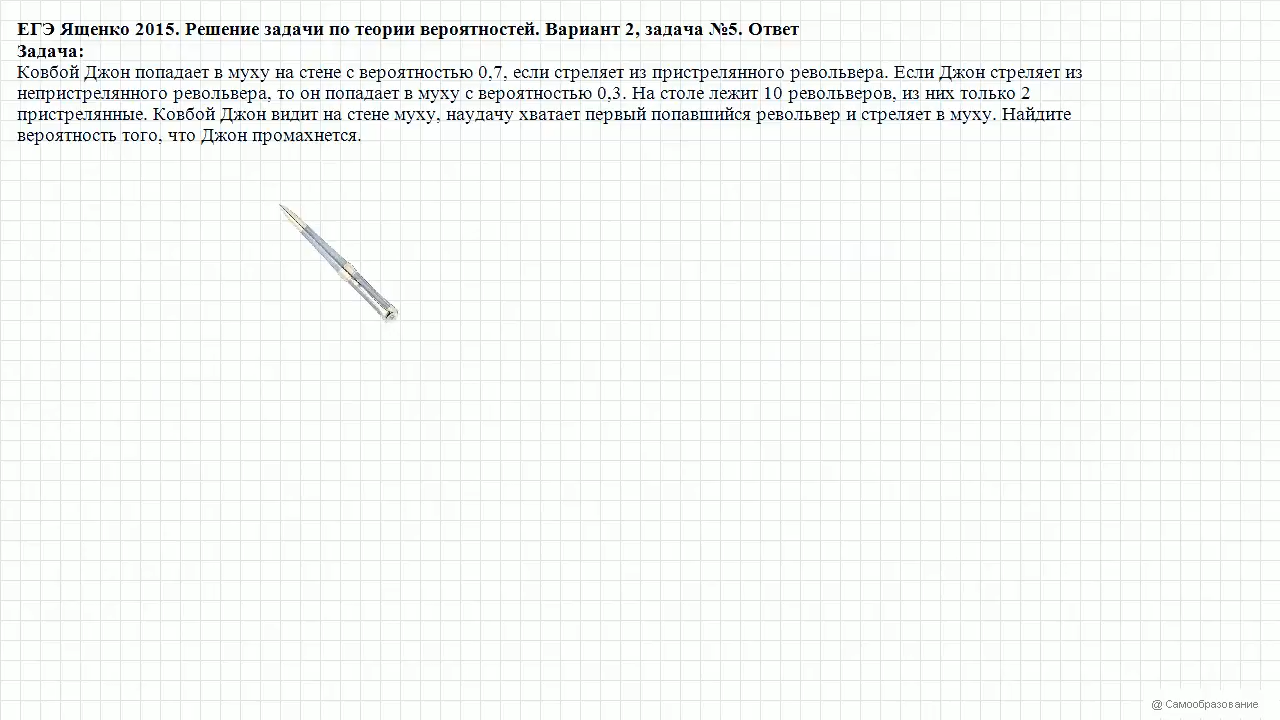 ЕГЭ Ященко 2015. Решение задачи по теории вероятностей. Вариант 2, задача №5. Ответ
Задача:
Ковбой Джон попадает в муху на стене с вероятностью 0,7, если стреляет из пристрелянного револьвера. Если Джон стреляет из
непристрелянного револьвера, то он попадает в муху с вероятностью 0,3. На столе лежит 10 револьверов, из них только 2
пристрелянные. Ковбой Джон видит на стене муху, наудачу хватает первый попавшийся револьвер и стреляет в муху. Найдите
вероятность того, что Джон промахнется.
@ Самообразование